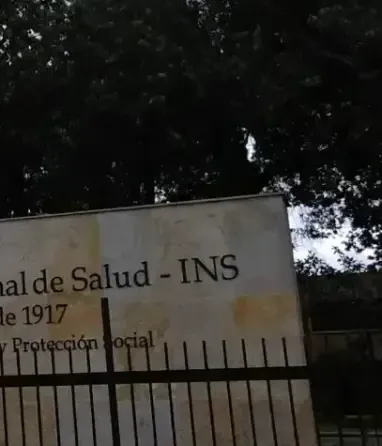 nal de Salud - INS
de 1917
y Protección Social